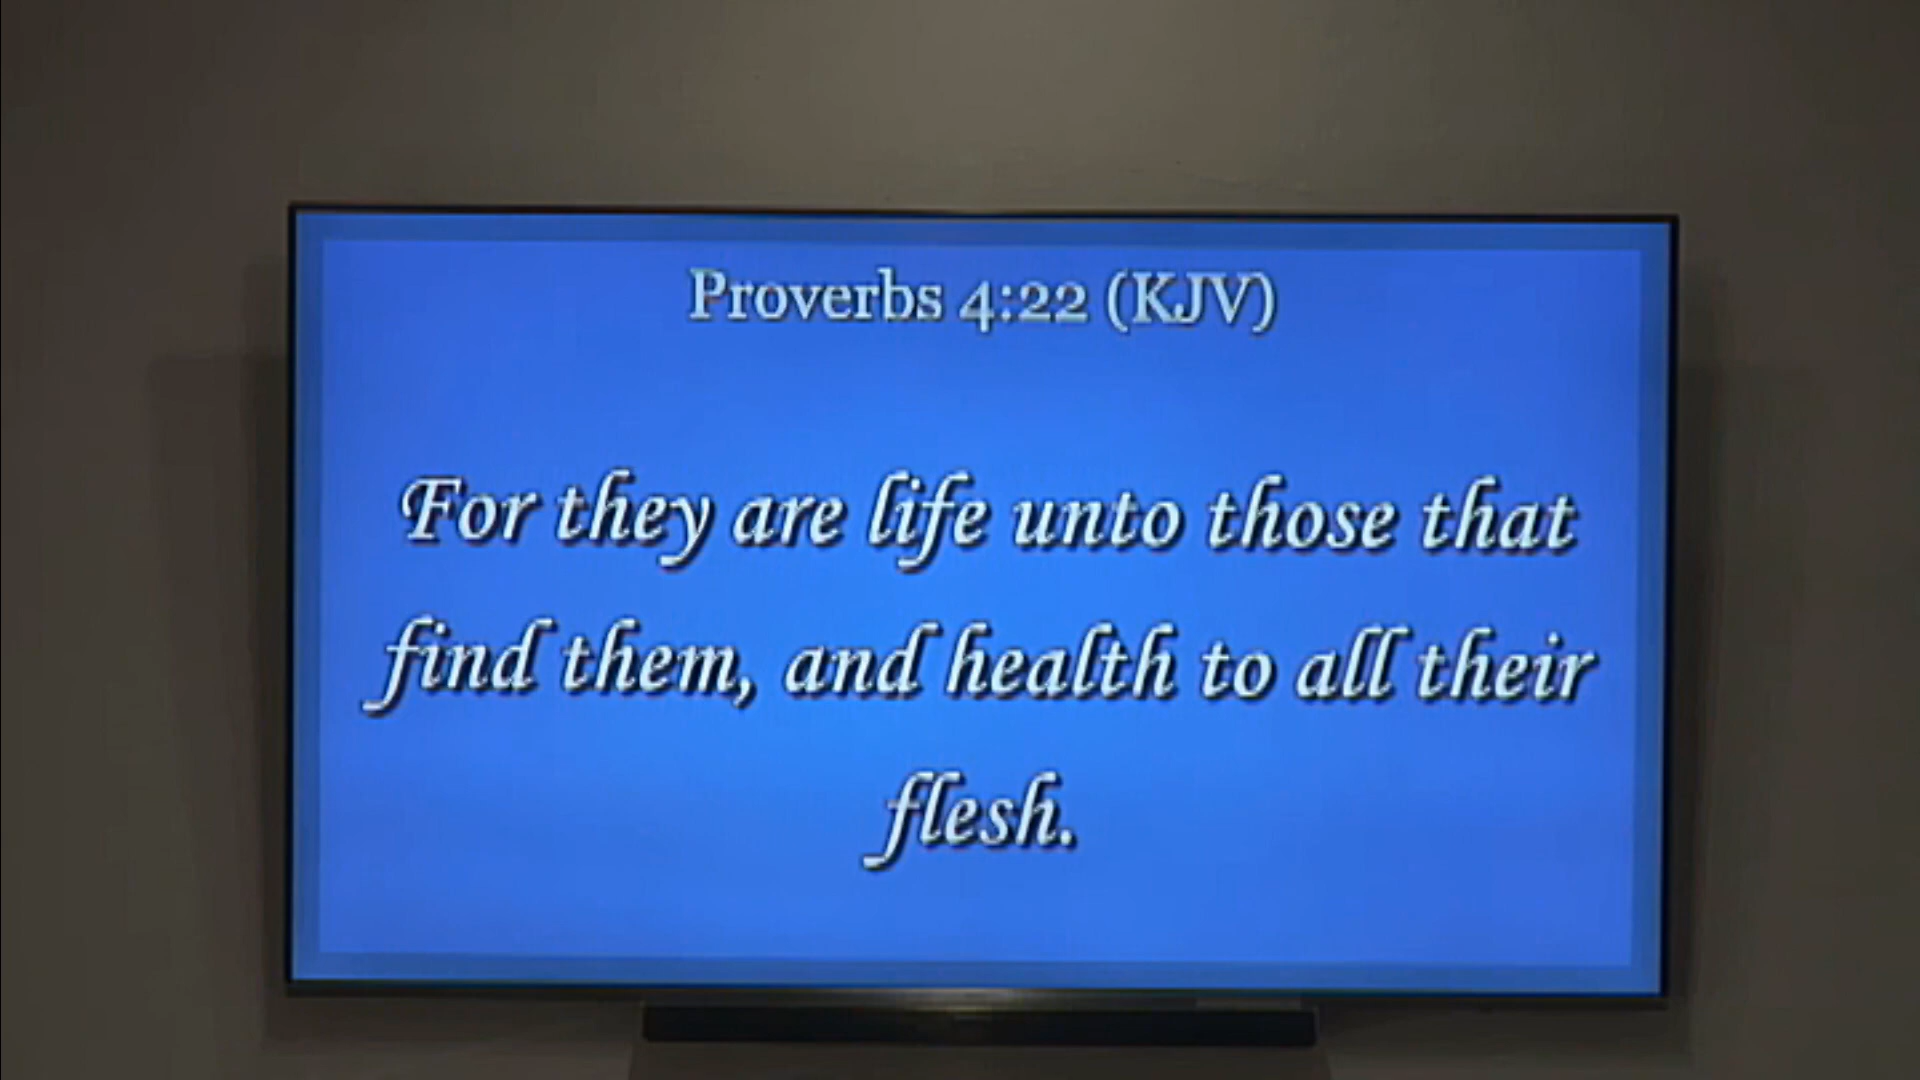 Proverbs 4:22 (KJV)
For they are life unto those that
find them, and health to all their
flesh.